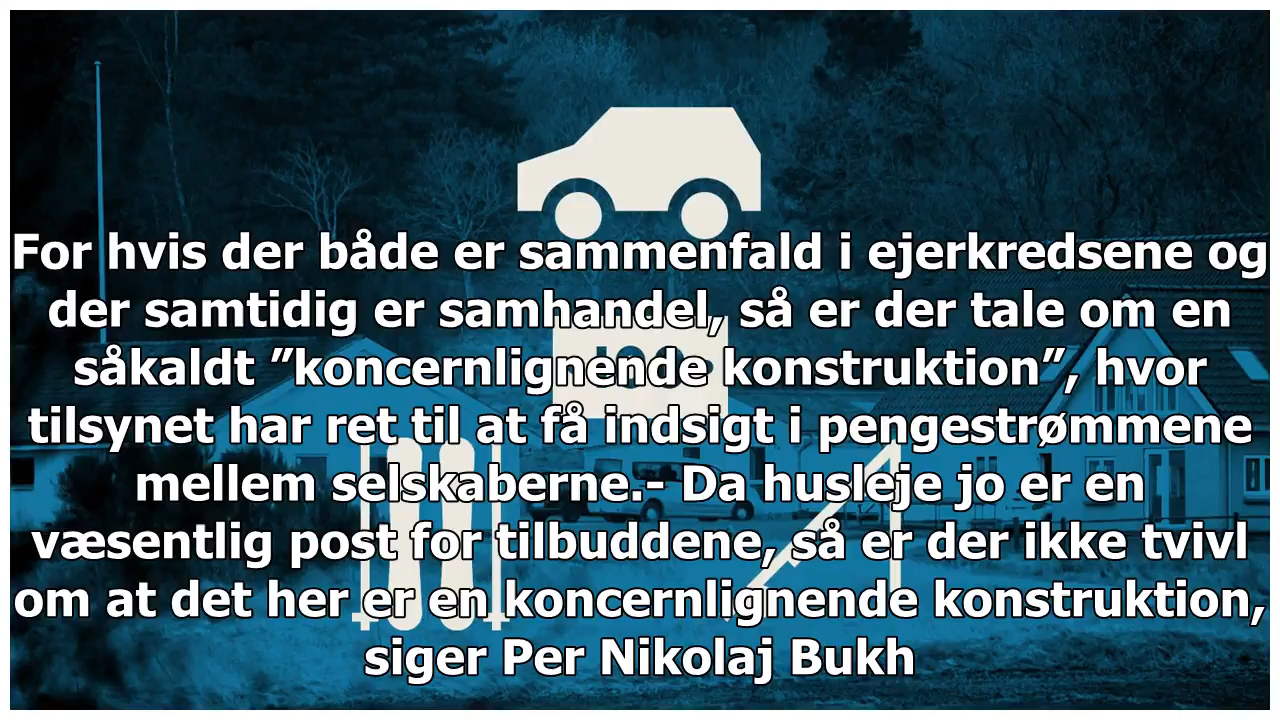 For hvis der både er sammenfald i ejerkredsene og
der samtidig er samhandel, så er der tale om en
såkaldt ”koncernlignende konstruktion”, hvor
tilsynet har ret til at få indsigt i pengestrømmene
mellem selskaberne.- Da husleje jo er en
væsentlig post for tilbuddene, så er der ikke tvivl
om at det her er en koncernlignende konstruktion,
siger Per Nikolaj Bukh